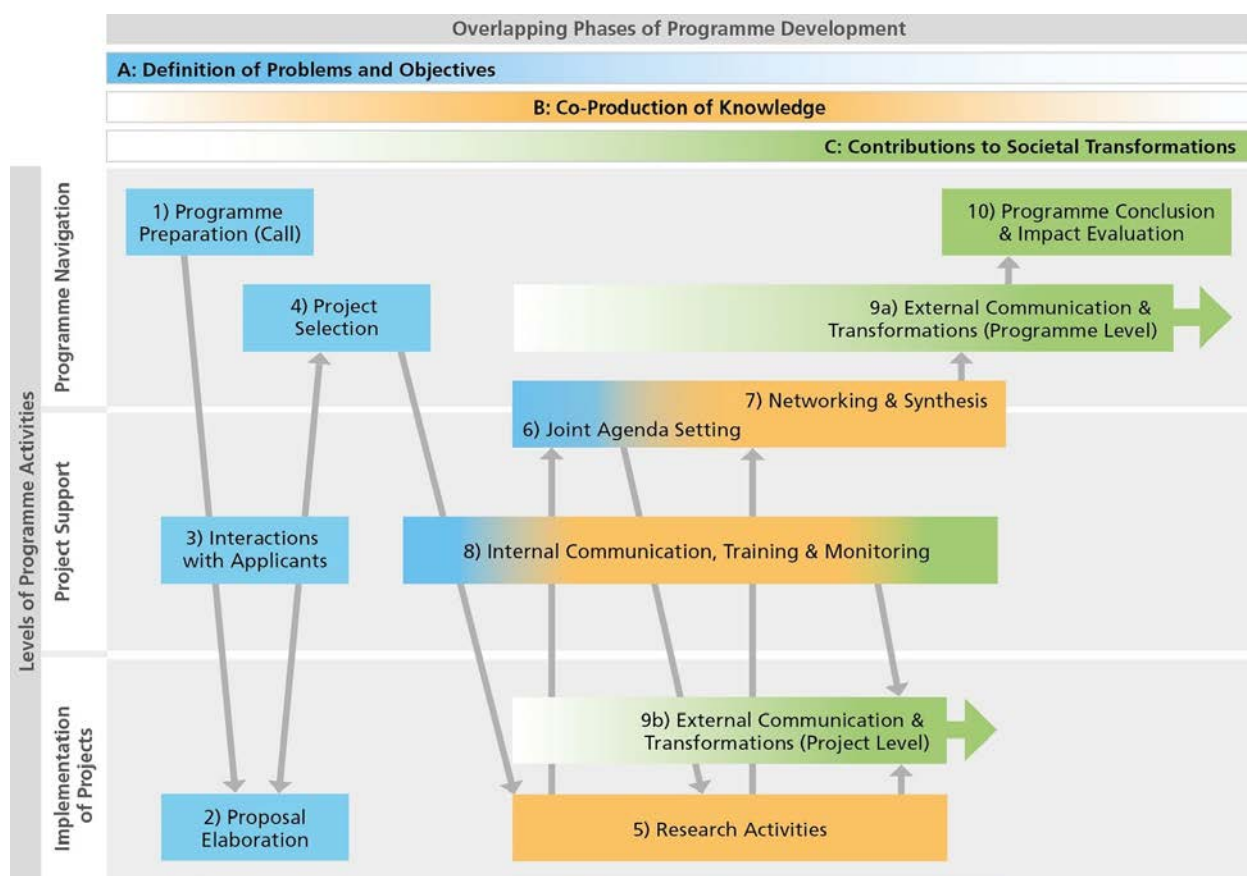 Overlapping Phases of Programme Development
A: Definition of Problems and Objectives
B: Co-Production of Knowledge
C: Contributions to Societal Transformations
Levels of Programme Activities
Programme Navigation
1) Programme
Preparation (Call)
10) Programme Conclusion
& Impact Evaluation
4) Project
Selection
9a) External Communication &
Transformations (Programme Level)
7) Networking & Synthesis
6) Joint Agenda Setting
Project Support
3) Interactions
with Applicants
8) Internal Communication, Training & Monitoring
Implementation
of Projects
9b) External Communication &
Transformations (Project Level)
2) Proposal
Elaboration
5) Research Activities